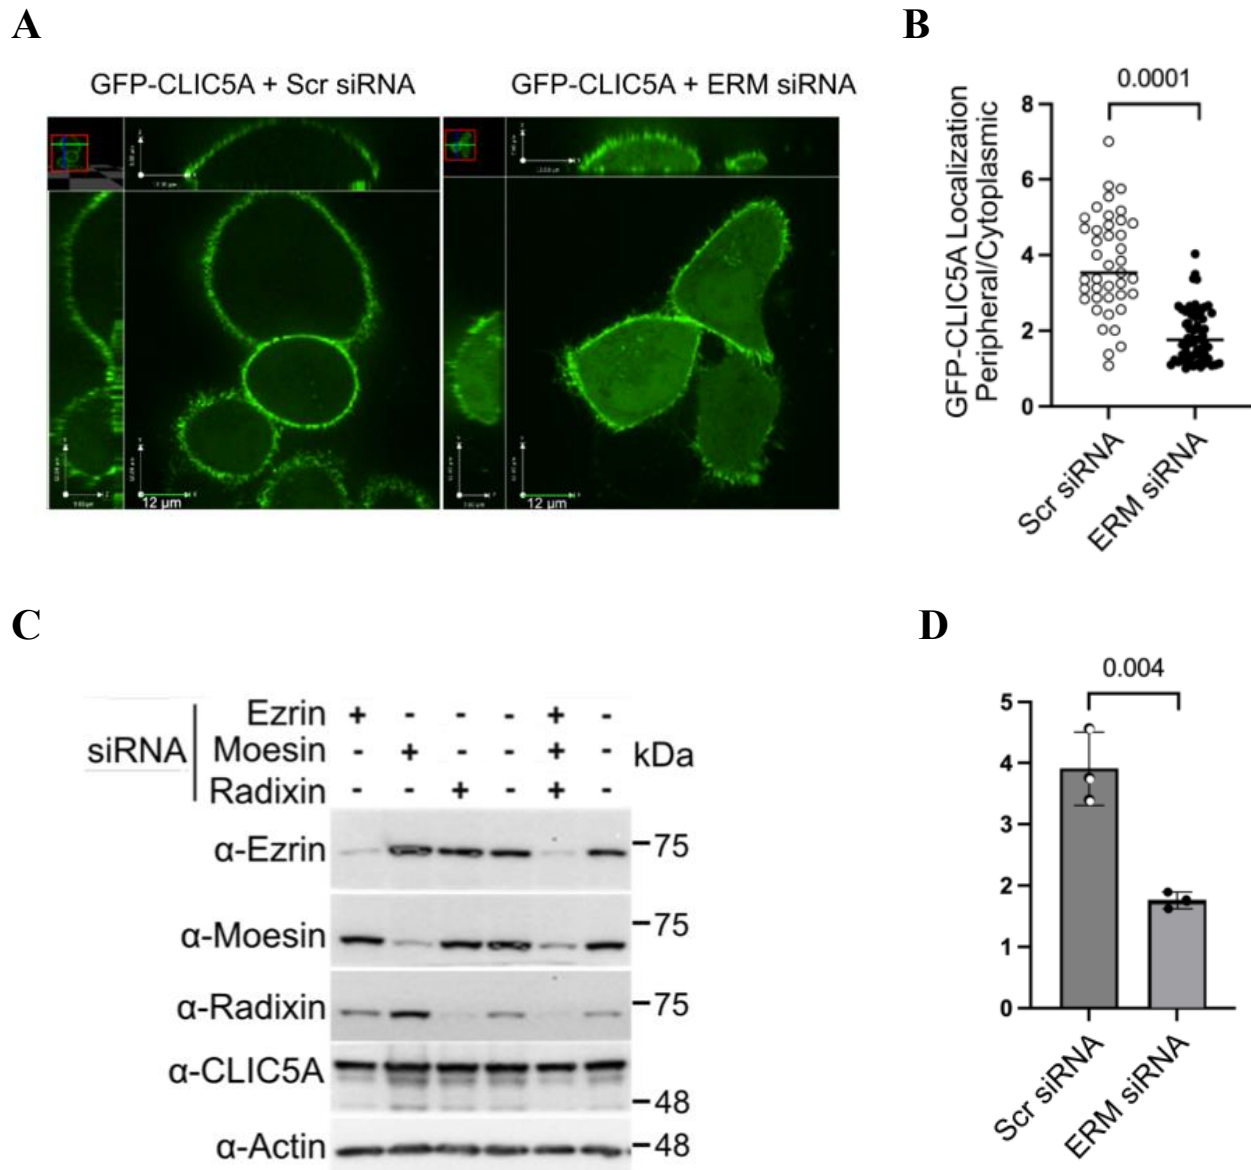 A
B
GFP-CLIC5A + Scr siRNA
GFP-CLIC5A + ERM siRNA
12 μm
12 μm
0.0001
GFP-CLIC5A Localization
Peripheral/Cytoplasmic
8
6
4
2
0
Scr siRNA
ERM siRNA
C
D
siRNA
Ezrin + - - - + -
Moesin - + - - + -
Radixin - - + - + -
kDa
α-Ezrin
75
α-Moesin
75
α-Radixin
75
α-CLIC5A
48
α-Actin
48
0.004
5
4
3
2
1
0
Scr siRNA
ERM siRNA